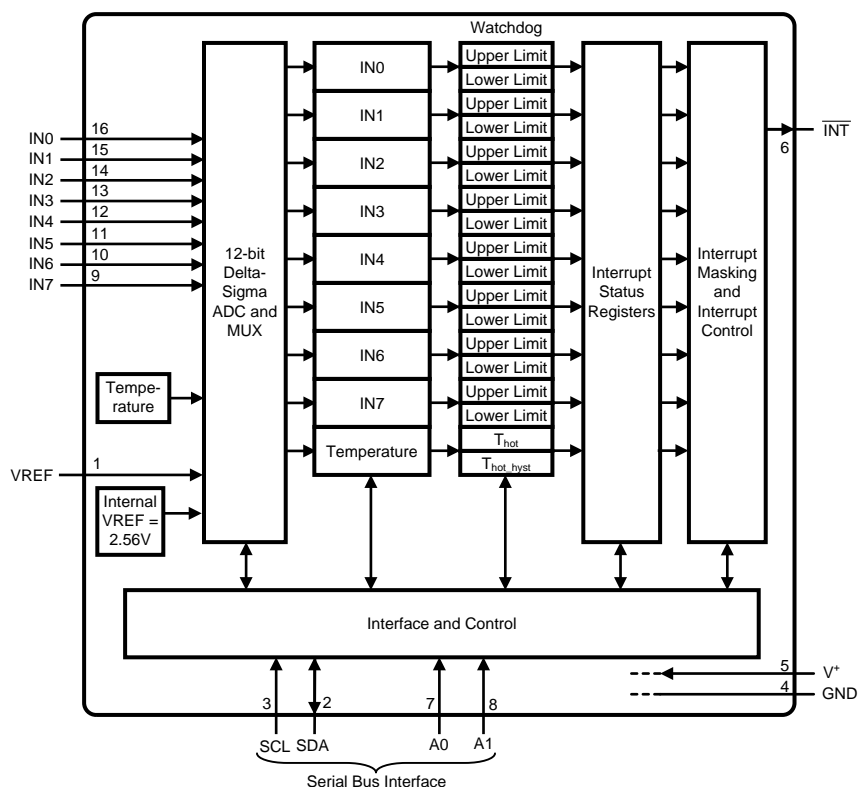 Watchdog
IN0
16
IN1
15
IN2
14
IN3
13
IN4
12
IN5
11
IN6
10
IN7
9
Tempe-
rature
VREF
1
Internal
VREF =
2.56V
12-bit
Delta-
Sigma
ADC and
MUX
IN0
IN1
IN2
IN3
IN4
IN5
IN6
IN7
Temperature
Upper Limit
Lower Limit
Upper Limit
Lower Limit
Upper Limit
Lower Limit
Upper Limit
Lower Limit
Upper Limit
Lower Limit
Upper Limit
Lower Limit
Upper Limit
Lower Limit
Upper Limit
Lower Limit
Thot
Thot_hyst
Interrupt
Status
Registers
Interrupt
Masking
and
Interrupt
Control
INT
6
Interface and Control
5
V+
4
GND
3
2
7
8
SCL
SDA
A0
A1
Serial Bus Interface